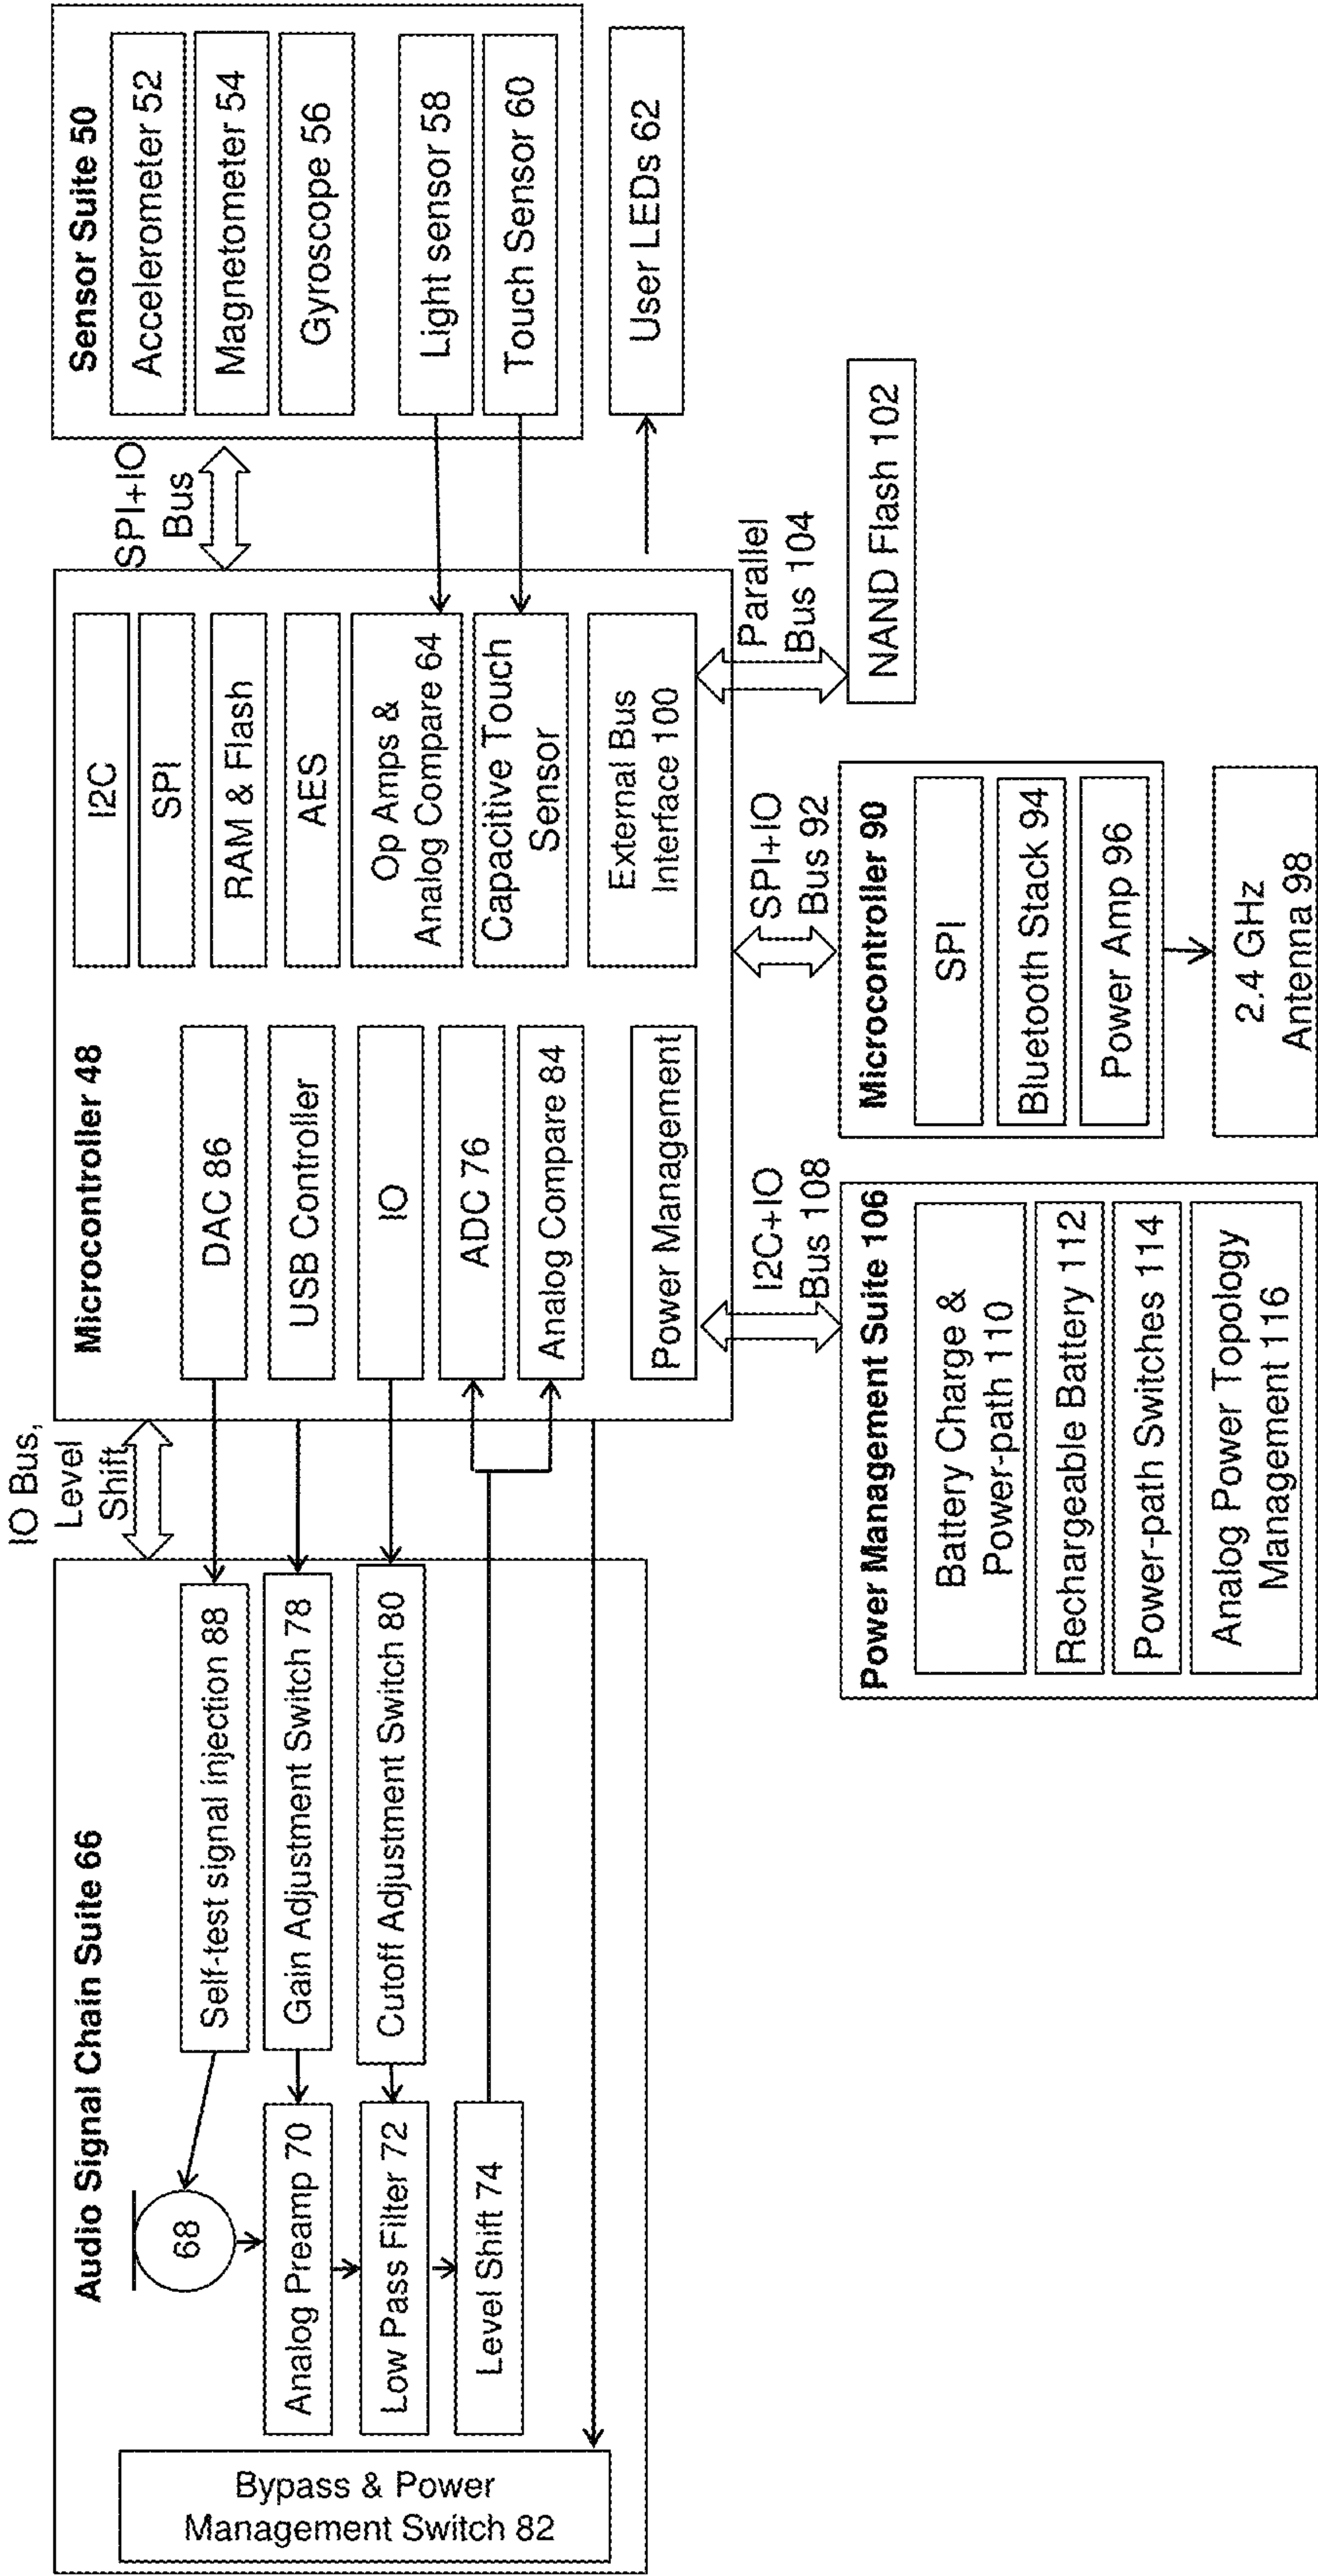 Audio Signal Chain Suite 66
68
Self-test signal injection 88
Analog Preamp 70
Gain Adjustment Switch 78
Low Pass Filter 72
Cutoff Adjustment Switch 80
Level Shift 74
Bypass & Power
Management Switch 82
IO Bus,
Level
Shift
Microcontroller 48
DAC 86
USB Controller
IO
ADC 76
Analog Compare 84
Power Management
I2C
SPI
RAM & Flash
AES
Op Amps &
Analog Compare 64
Capacitive Touch
Sensor
External Bus
Interface 100
SPI+IO
Bus
Sensor Suite 50
Accelerometer 52
Magnetometer 54
Gyroscope 56
Light sensor 58
Touch Sensor 60
User LEDs 62
I2C+IO
Bus 108
Power Management Suite 106
Battery Charge &
Power-path 110
Rechargeable Battery 112
Power-path Switches 114
Analog Power Topology
Management 116
SPI+IO
Bus 92
Microcontroller 90
SPI
Bluetooth Stack 94
Power Amp 96
2.4 GHz
Antenna 98
Parallel
Bus 104
NAND Flash 102